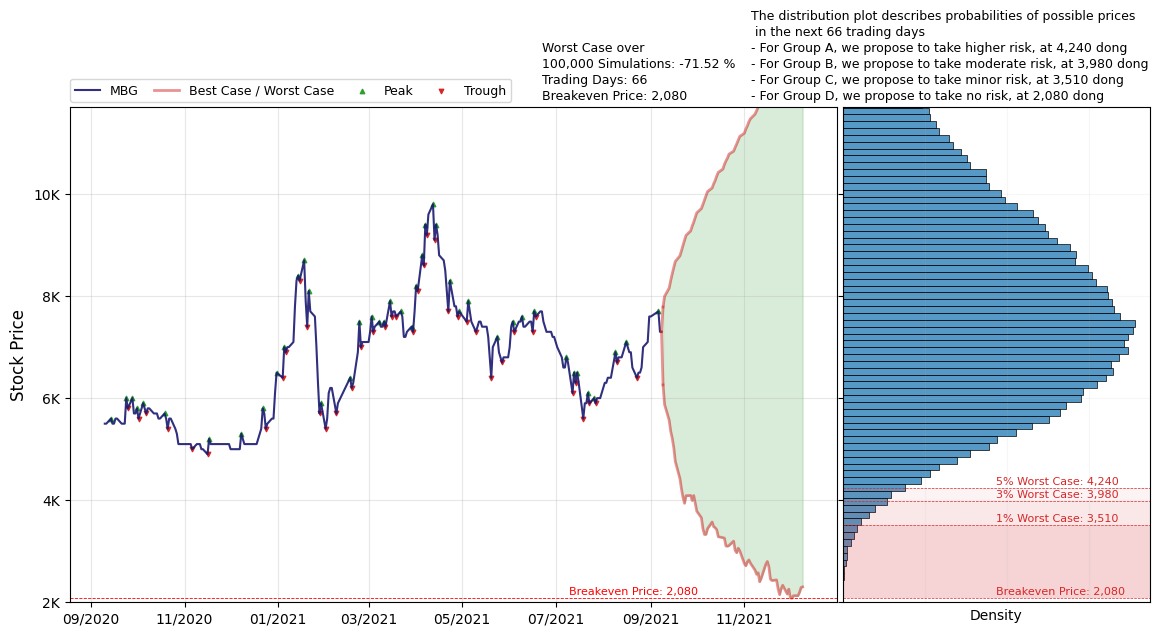 The distribution plot describes probabilities of possible prices
in the next 66 trading days
- For Group A, we propose to take higher risk, at 4,240 dong
- For Group B, we propose to take moderate risk, at 3,980 dong
- For Group C, we propose to take minor risk, at 3,510 dong
- For Group D, we propose to take no risk, at 2,080 dong
Worst Case over
100,000 Simulations: -71.52 %
Trading Days: 66
Breakeven Price: 2,080
MBG
Best Case / Worst Case
Peak
Trough
Stock Price
10K
8K
6K
4K
2K
Breakeven Price: 2,080
09/2020
11/2020
01/2021
03/2021
05/2021
07/2021
09/2021
11/2021
5% Worst Case: 4,240
3% Worst Case: 3,980
1% Worst Case: 3,510
Breakeven Price: 2,080
Density